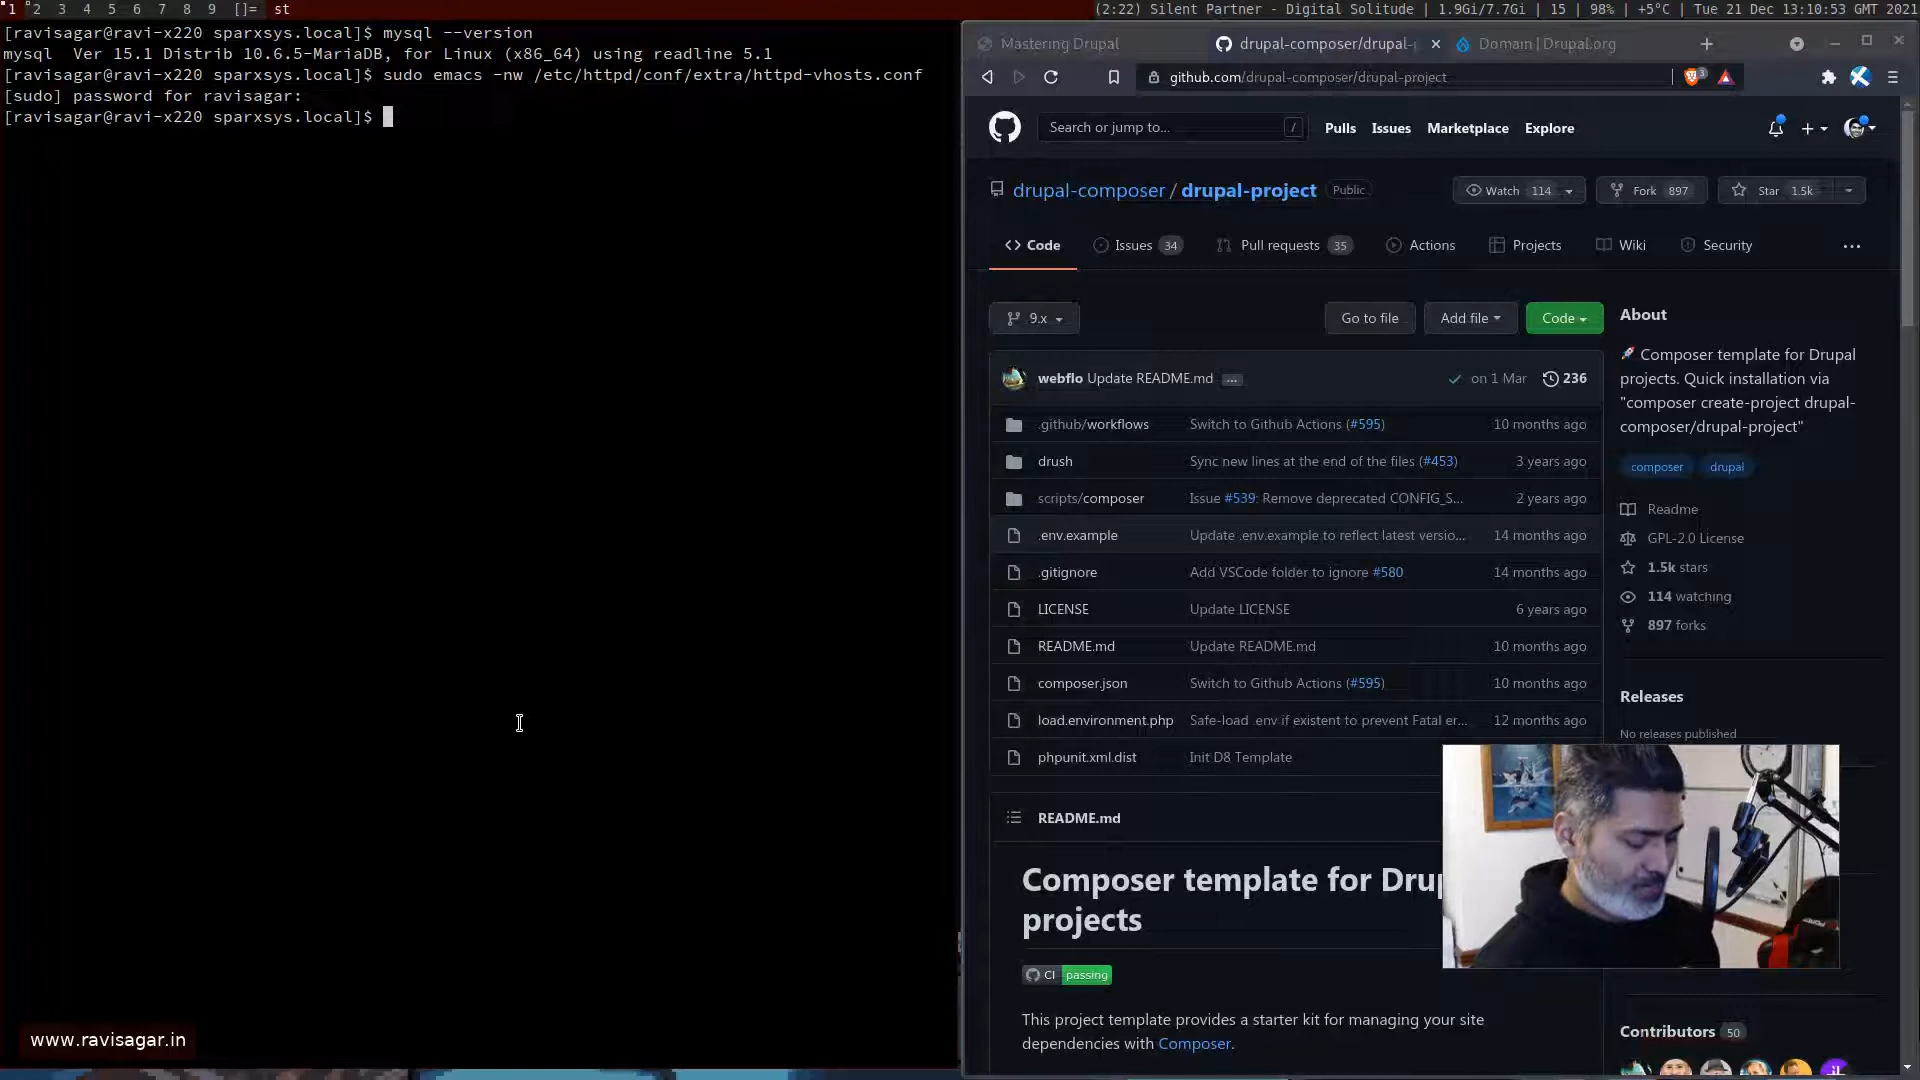 1 2 3 4 5 6 7 8 9 []= st
(2:22) Silent Partner - Digital Solitude | 1.9Gi/7.7Gi | 15 | 98% | +5°C | Tue 21 Dec 13:10:53 GMT 2021
[ravisagar@ravi-x220 sparxsys.local]$ mysql --version
mysql  Ver 15.1 Distrib 10.6.5-MariaDB, for Linux (x86_64) using readline 5.1
[ravisagar@ravi-x220 sparxsys.local]$ sudo emacs -nw /etc/httpd/conf/extra/httpd-vhosts.conf
[sudo] password for ravisagar:
[ravisagar@ravi-x220 sparxsys.local]$
www.ravisagar.in
Mastering Drupal
drupal-composer/drupal-
Domain | Drupal.org
github.com/drupal-composer/drupal-project
3
Search or jump to... /
Pulls Issues Marketplace Explore
drupal-composer / drupal-project Public
Watch 114
Fork 897
Star 1.5k
Code
Issues 34
Pull requests 35
Actions
Projects
Wiki
Security
9.x
Go to file
Add file
Code
webflo Update README.md ... on 1 Mar 236
.github/workflows Switch to Github Actions (#595) 10 months ago
drush Sync new lines at the end of the files (#453) 3 years ago
scripts/composer Issue #539: Remove deprecated CONFIG_S... 2 years ago
.env.example Update .env.example to reflect latest versio... 14 months ago
.gitignore Add VSCode folder to ignore #580 14 months ago
LICENSE Update LICENSE 6 years ago
README.md Update README.md 10 months ago
composer.json Switch to Github Actions (#595) 10 months ago
load.environment.php Safe-load .env if existent to prevent Fatal er... 12 months ago
phpunit.xml.dist Init D8 Template
README.md
Composer template for Drup
projects
CI passing
This project template provides a starter kit for managing your site
dependencies with Composer.
About
Composer template for Drupal
projects. Quick installation via
"composer create-project drupal-
composer/drupal-project"
composer drupal
Readme
GPL-2.0 License
1.5k stars
114 watching
897 forks
Releases
No releases published
Contributors 50